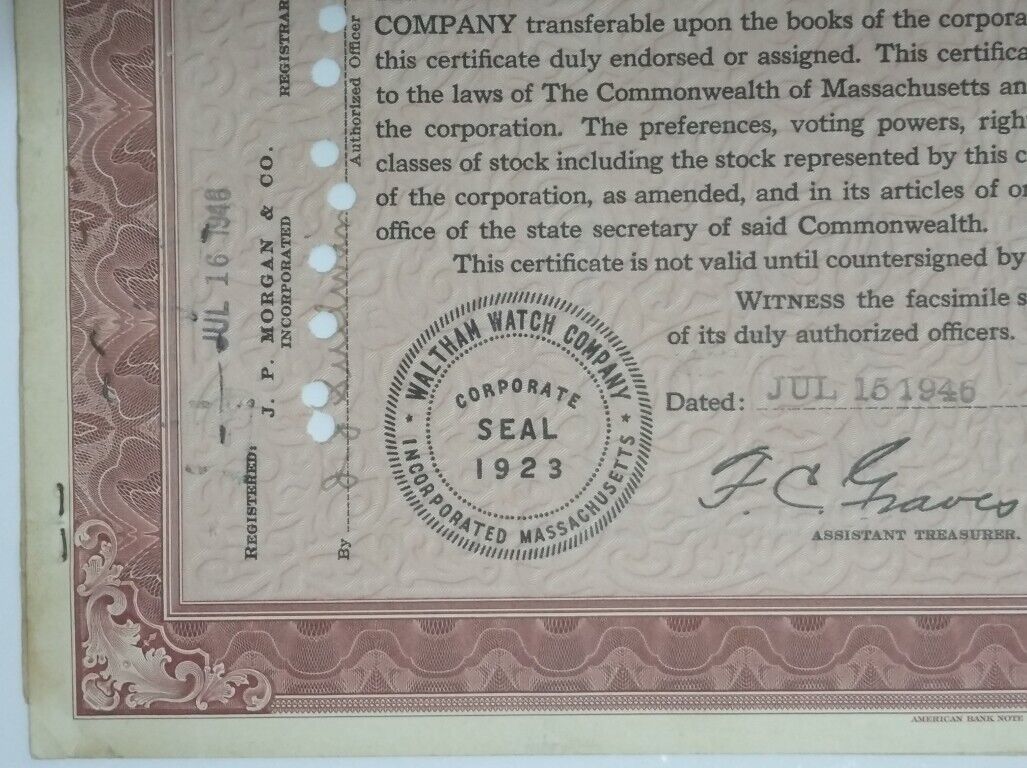 COMPANY transferable upon the books of the corpora
this certificate duly endorsed or assigned. This certifica
to the laws of The Commonwealth of Massachusetts an
the corporation. The preferences, voting powers, righ
classes of stock including the stock represented by this c
of the corporation, as amended, and in its articles of or
office of the state secretary of said Commonwealth.
This certificate is not valid until countersigned by
WITNESS the facsimile s
of its duly authorized officers.
Dated: JUL 15 1946
F. C. Graves
ASSISTANT TREASURER.
WALTHAM WATCH COMPANY
INCORPORATED MASSACHUSETTS
CORPORATE
SEAL
1923
JUL 16 1946
REGISTERED:
J. P. MORGAN & CO.
INCORPORATED
REGISTRAR
By
Authorized Officer
AMERICAN BANK NOTE